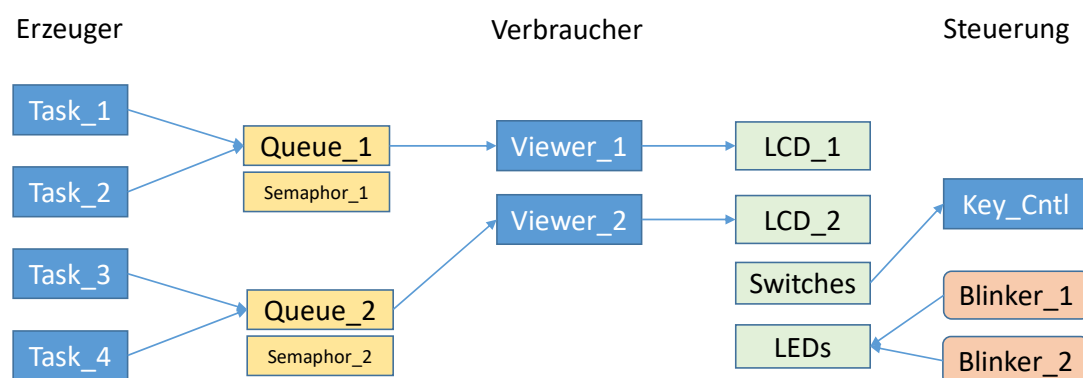 Erzeuger
Verbraucher
Steuerung
Task_1
Task_2
Task_3
Task_4
Queue_1
Semaphor_1
Queue_2
Semaphor_2
Viewer_1
Viewer_2
LCD_1
LCD_2
Switches
LEDs
Key_Cntl
Blinker_1
Blinker_2